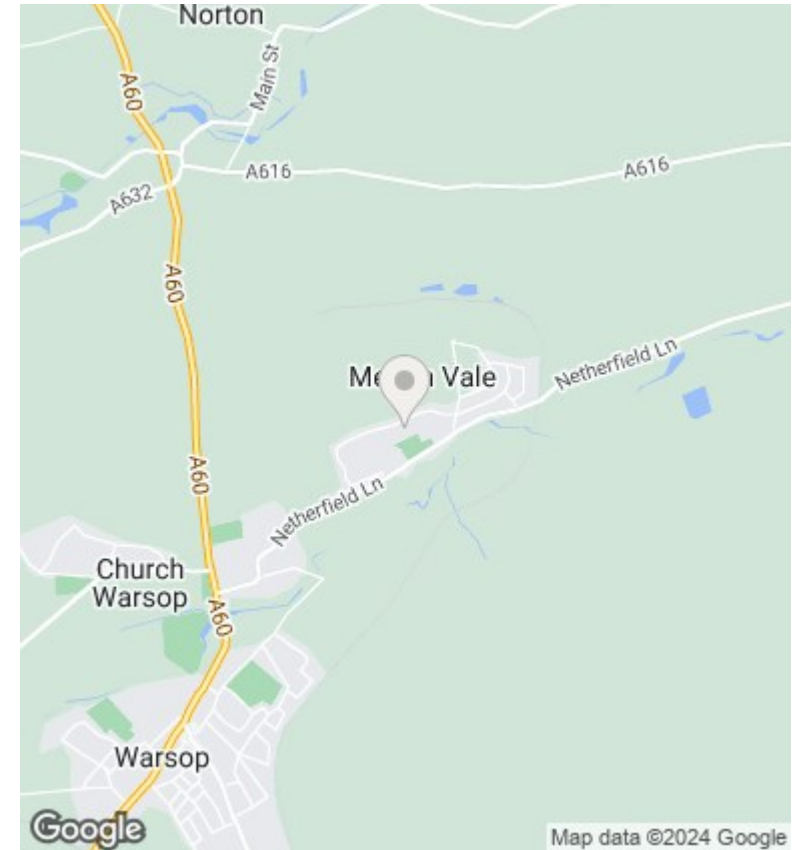 Norton
A60
Main St
A616
A616
A632
A60
Vale
Netherfield Ln
A60
Netherfield Ln
Church
Warsop
A60
Warsop
Google
Map data ©2024 Google